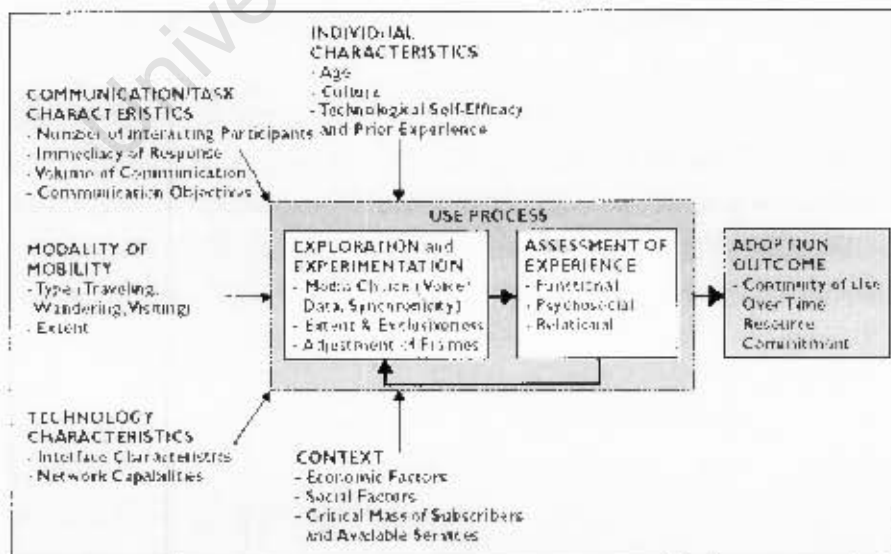 Unive
INDIVIDUAL
CHARACTERISTICS
- Age
- Culture
- Technological Self-Efficacy
and Prior Experience
COMMUNICATION/TASK
CHARACTERISTICS
- Number of Interacting Participants
- Immediacy of Response
- Volume of Communication
- Communication Objectives
MODALITY OF
MOBILITY
- Type (Traveling,
Wandering, Visiting)
- Extent
TECHNOLOGY
CHARACTERISTICS
- Interface Characteristics
- Network Capabilities
USE PROCESS
EXPLORATION and
EXPERIMENTATION
- Media Choice (Voice/
Data, Synchronicity)
- Extent & Exclusiveness
- Adjustment of Frames
ASSESSMENT OF
EXPERIENCE
- Functional
- Psychosocial
- Relational
ADOPTION
OUTCOME
- Continuity of Use
Over Time
Resource
Commitment
CONTEXT
- Economic Factors
- Social Factors
- Critical Mass of Subscribers
and Available Services